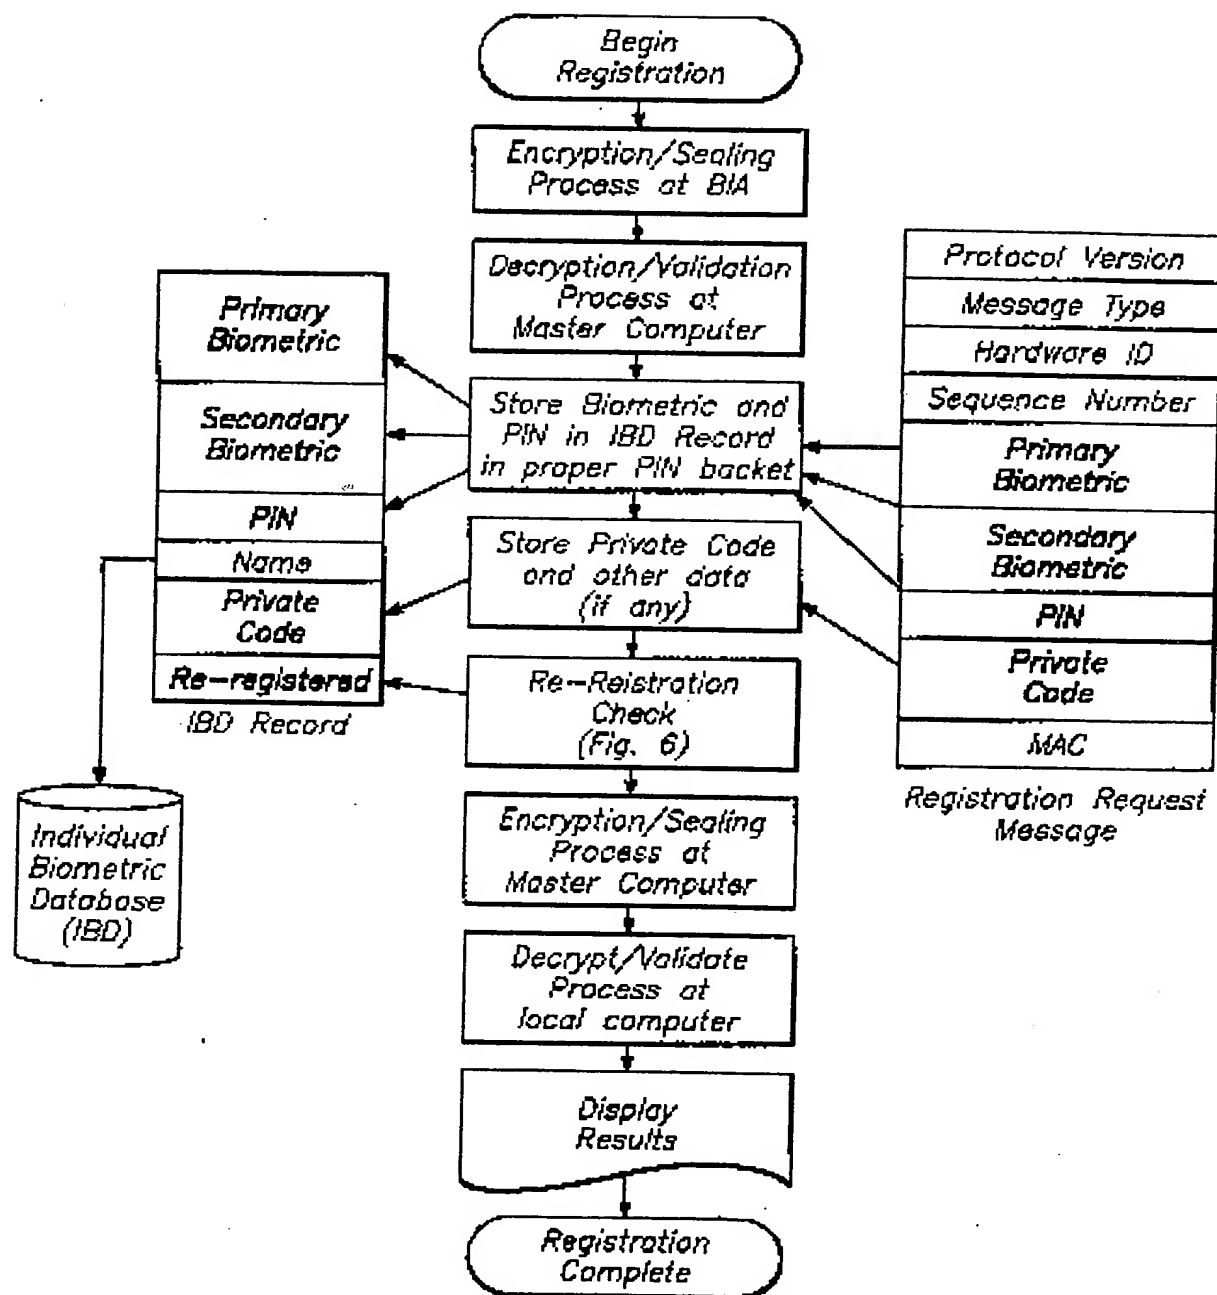 Begin
Registration
Encryption/Sealing
Process at BIA
Decryption/Validation
Process at
Master Computer
Store Biometric and
PIN in IBD Record
in proper PIN backet
Store Private Code
and other data
(if any)
Re-Reistration
Check
(Fig. 6)
Encryption/Sealing
Process at
Master Computer
Decrypt/Validate
Process at
local computer
Display
Results
Registration
Complete
Primary
Biometric
Secondary
Biometric
PIN
Name
Private
Code
Re-registered
IBD Record
Individual
Biometric
Database
(IBD)
Protocol Version
Message Type
Hardware ID
Sequence Number
Primary
Biometric
Secondary
Biometric
PIN
Private
Code
MAC
Registration Request
Message